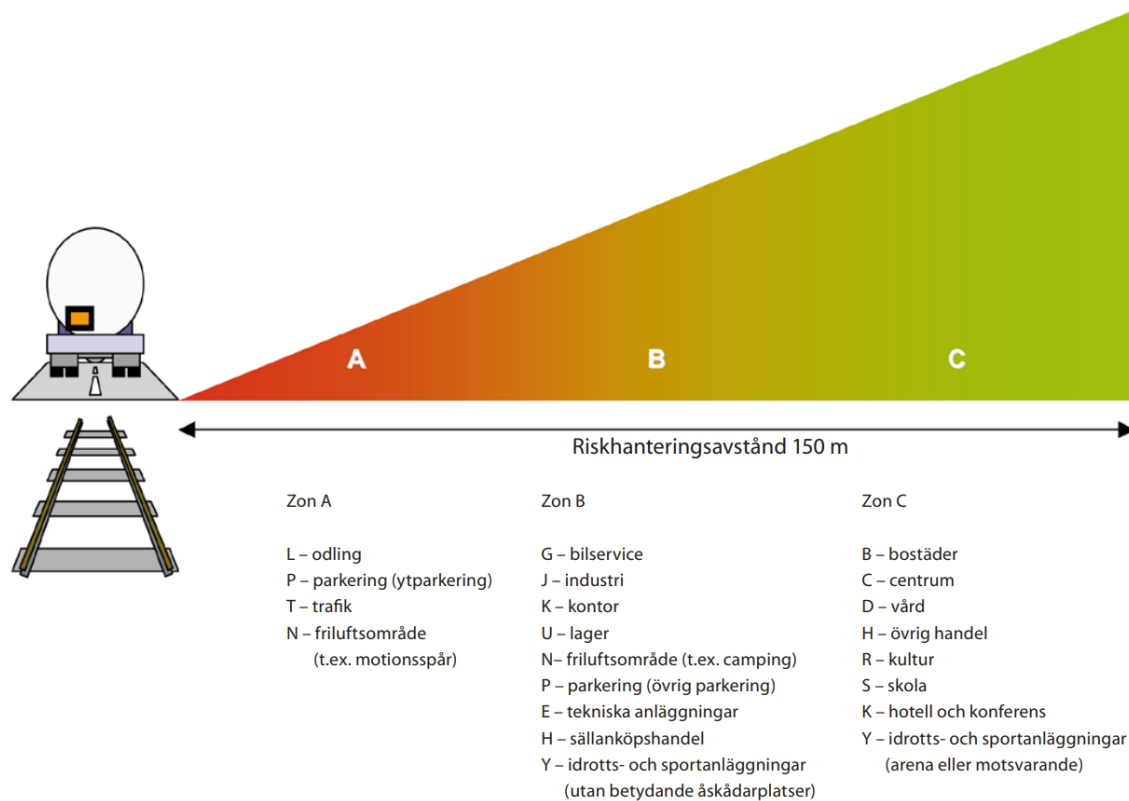 A
B
C
Riskhanteringsavstånd 150 m
Zon A
L – odling
P – parkering (ytparkering)
T – trafik
N – friluftsområde
(t.ex. motionsspår)
Zon B
G – bilservice
J – industri
K – kontor
U – lager
N– friluftsområde (t.ex. camping)
P – parkering (övrig parkering)
E – tekniska anläggningar
H – sällanköpshandel
Y – idrotts- och sportanläggningar
(utan betydande åskådarplatser)
Zon C
B – bostäder
C – centrum
D – vård
H – övrig handel
R – kultur
S – skola
K – hotell och konferens
Y – idrotts- och sportanläggningar
(arena eller motsvarande)